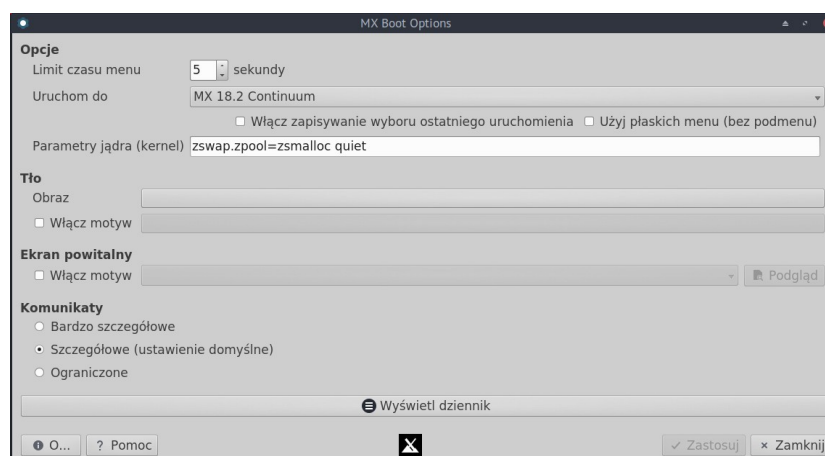 MX Boot Options
Opcje
Limit czasu menu 5 sekundy
Uruchom do MX 18.2 Continuum
Włącz zapisywanie wyboru ostatniego uruchomienia Użyj płaskich menu (bez podmenu)
Parametry jądra (kernel) zswap.zpool=zsmalloc quiet
Tło
Obraz
Włącz motyw
Ekran powitalny
Włącz motyw Podgląd
Komunikaty
Bardzo szczegółowe
Szczegółowe (ustawienie domyślne)
Ograniczone
Wyświetl dziennik
O... ? Pomoc Zastosuj Zamknij